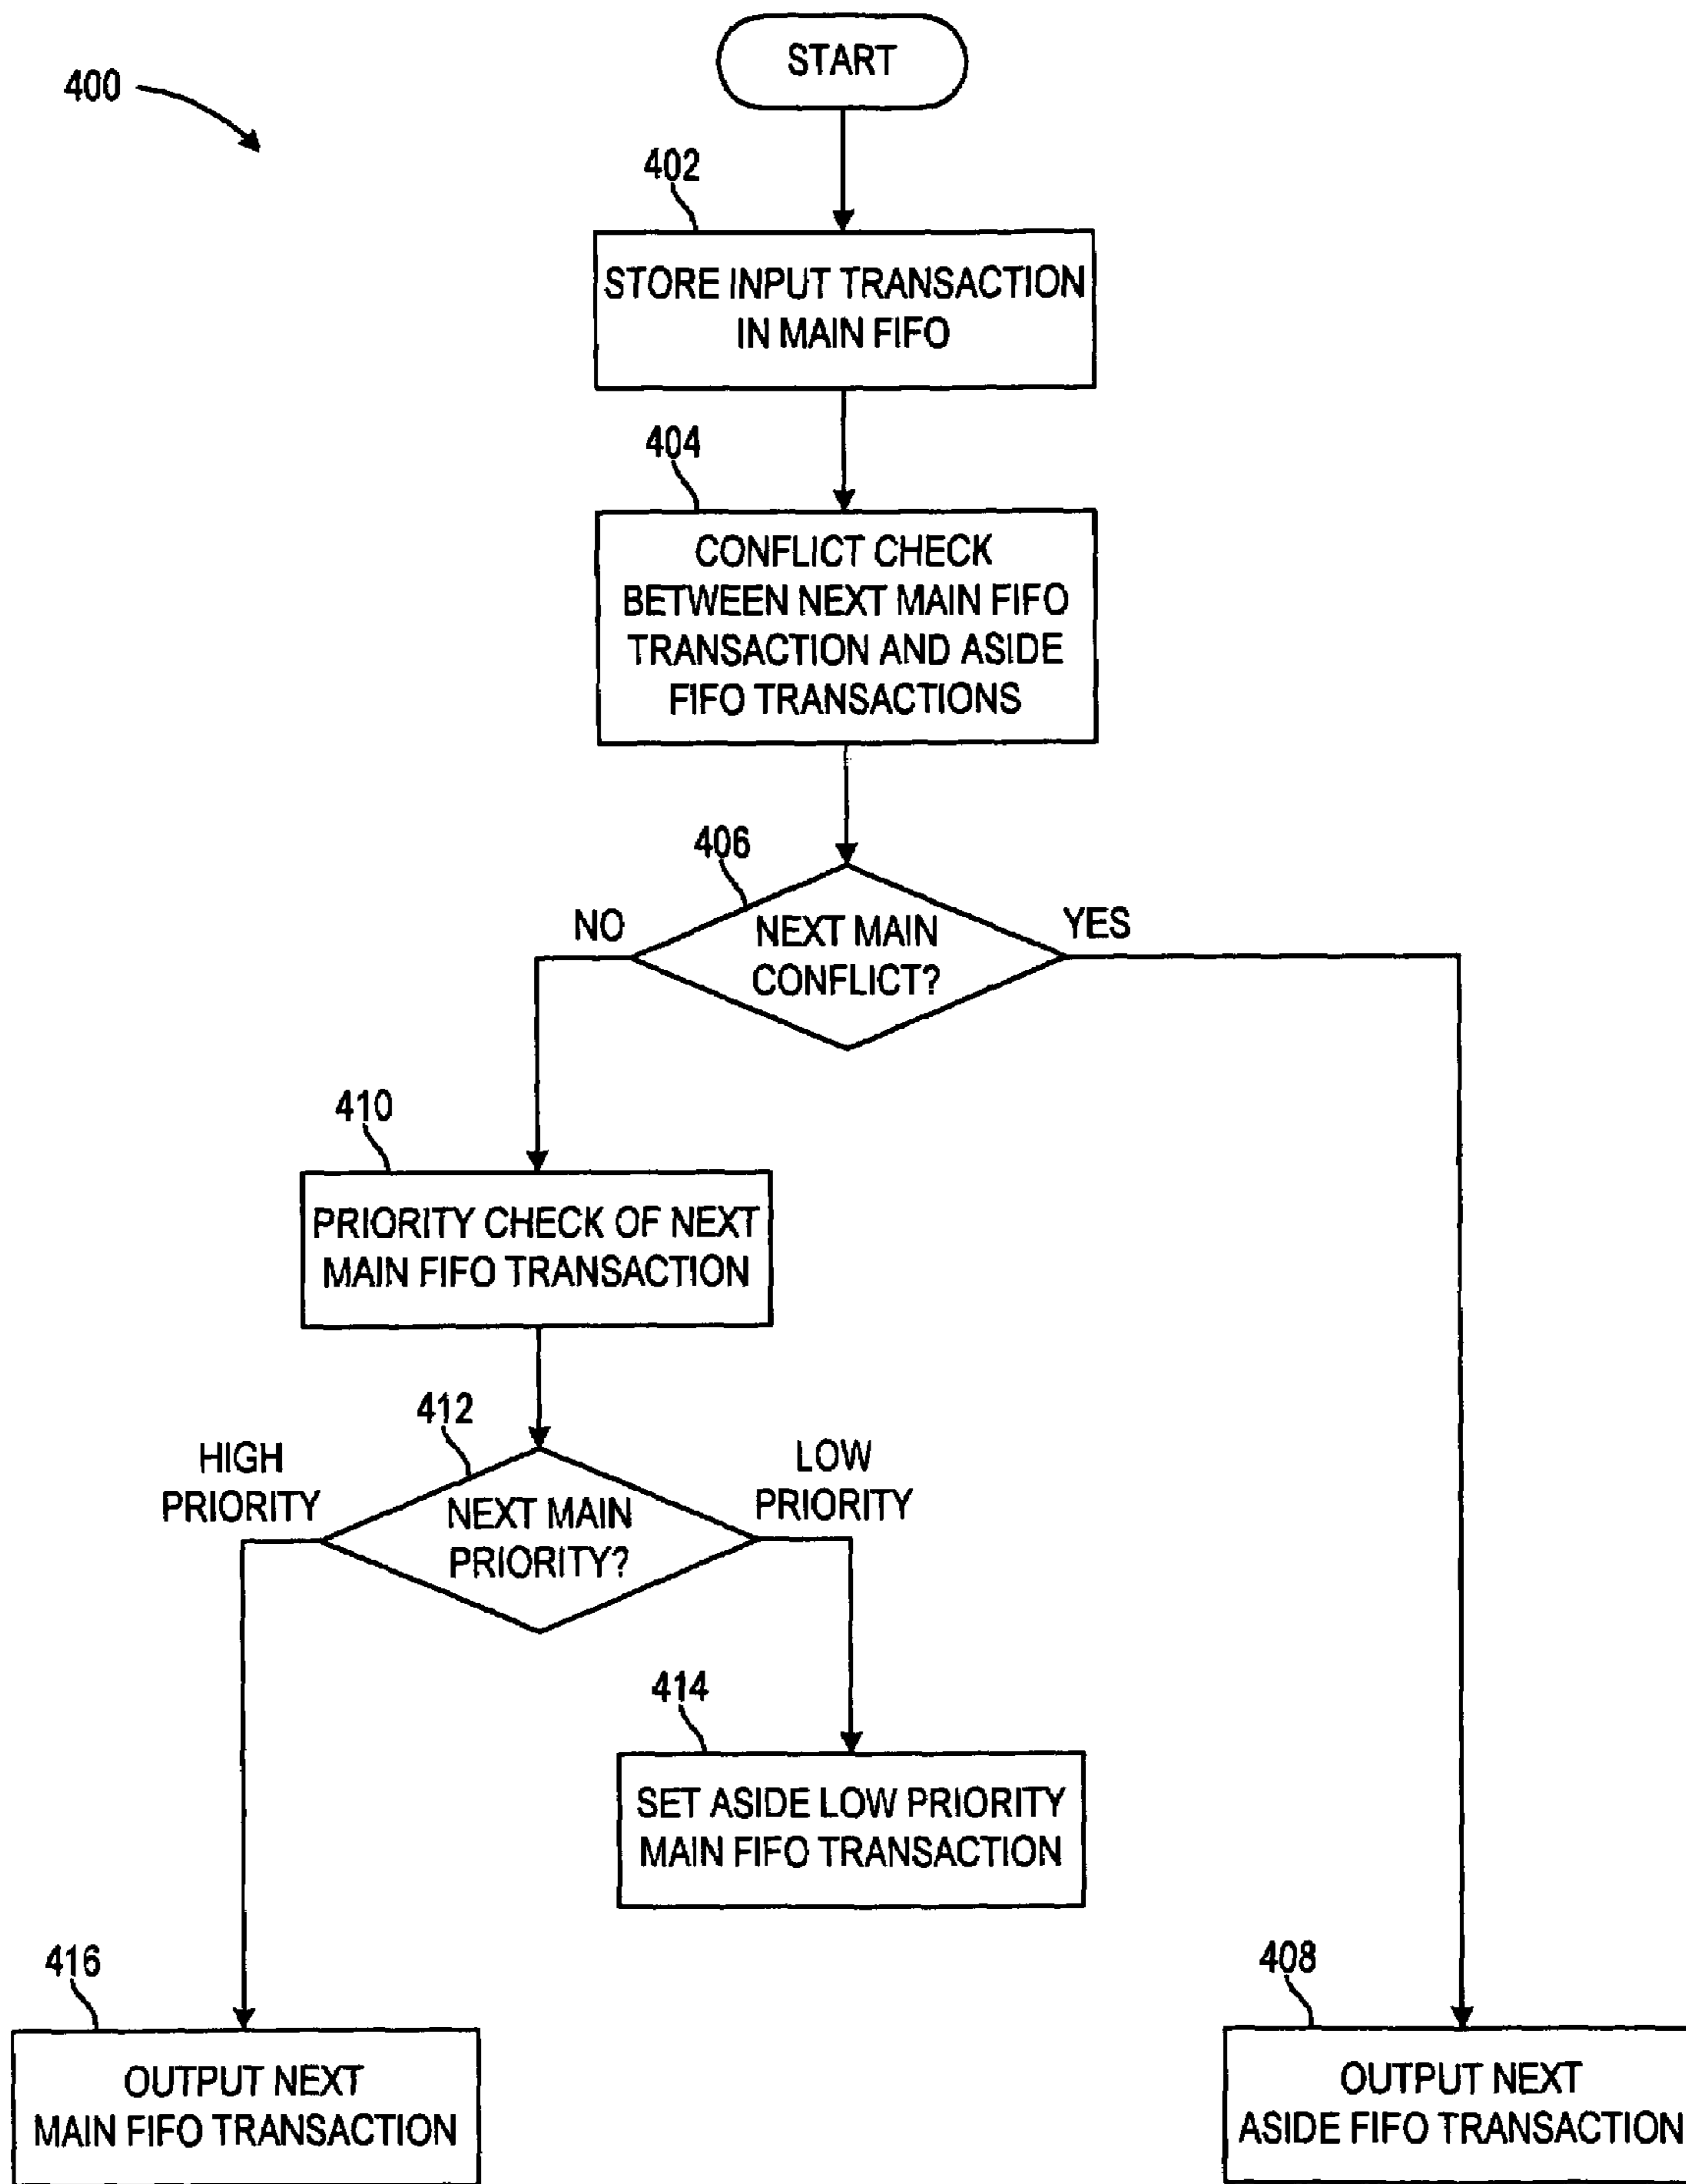 400
START
402
STORE INPUT TRANSACTION
IN MAIN FIFO
404
CONFLICT CHECK
BETWEEN NEXT MAIN FIFO
TRANSACTION AND ASIDE
FIFO TRANSACTIONS
406
NO
NEXT MAIN
CONFLICT?
YES
410
PRIORITY CHECK OF NEXT
MAIN FIFO TRANSACTION
412
HIGH
PRIORITY
NEXT MAIN
PRIORITY?
LOW
PRIORITY
414
SET ASIDE LOW PRIORITY
MAIN FIFO TRANSACTION
416
OUTPUT NEXT
MAIN FIFO TRANSACTION
408
OUTPUT NEXT
ASIDE FIFO TRANSACTION